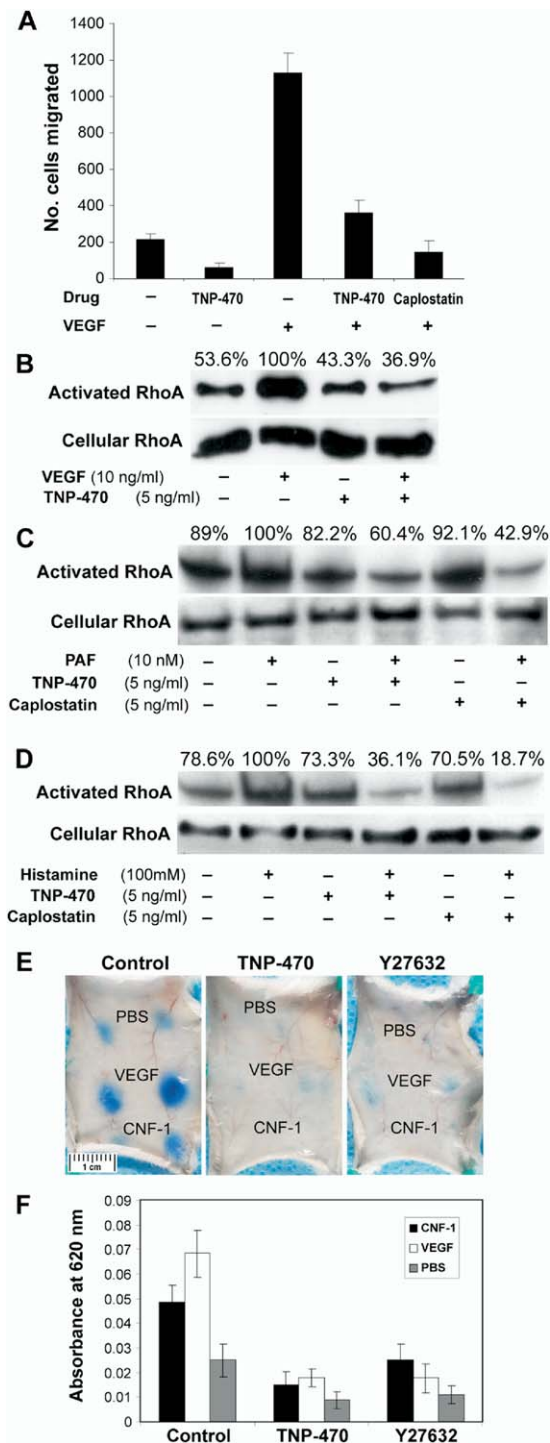 A
1400
1200
1000
800
600
400
200
0
No. cells migrated
Drug – TNP-470 – TNP-470 Caplostatin
VEGF – – + + +
B
53.6% 100% 43.3% 36.9%
Activated RhoA
Cellular RhoA
VEGF (10 ng/ml) – + – +
TNP-470 (5 ng/ml) – – + +
C
89% 100% 82.2% 60.4% 92.1% 42.9%
Activated RhoA
Cellular RhoA
PAF (10 nM) – + – + – +
TNP-470 (5 ng/ml) – – + + – –
Caplostatin (5 ng/ml) – – – – + +
D
78.6% 100% 73.3% 36.1% 70.5% 18.7%
Activated RhoA
Cellular RhoA
Histamine (100mM) – + – + – +
TNP-470 (5 ng/ml) – – + + – –
Caplostatin (5 ng/ml) – – – – + +
E
Control TNP-470 Y27632
PBS PBS PBS
VEGF VEGF VEGF
CNF-1 CNF-1 CNF-1
1 cm
F
0.09
0.08
0.07
0.06
0.05
0.04
0.03
0.02
0.01
0
Absorbance at 620 nm
CNF-1
VEGF
PBS
Control TNP-470 Y27632